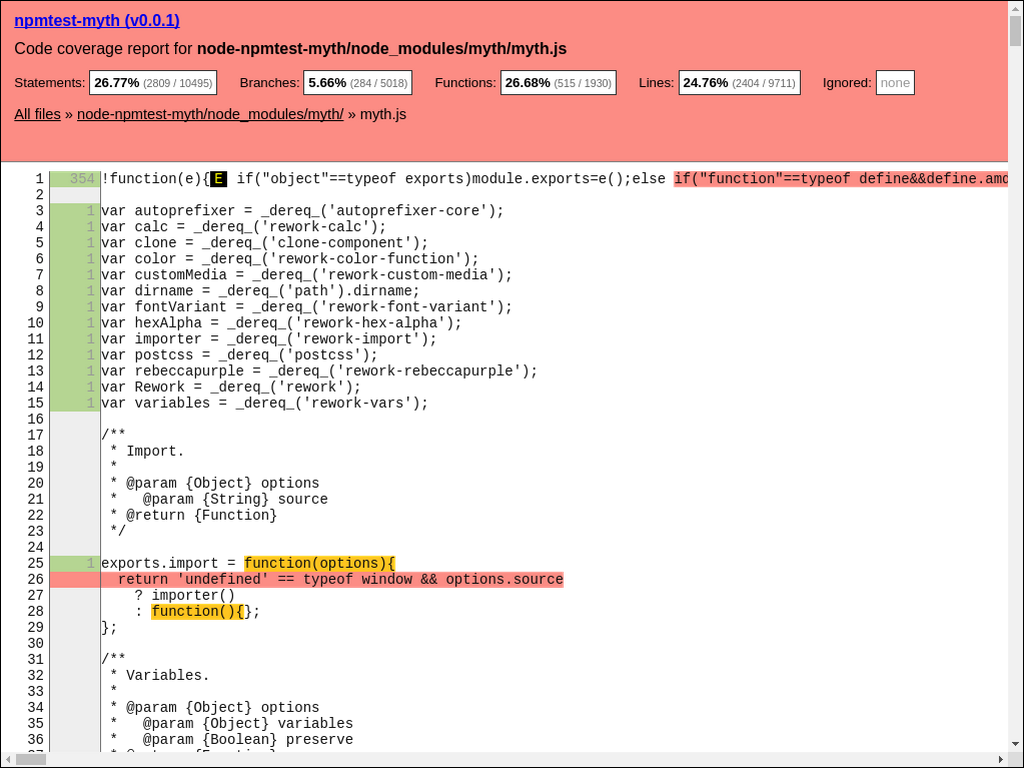 npmtest-myth (v0.0.1)
Code coverage report for node-npmtest-myth/node_modules/myth/myth.js
Statements: 26.77% (2809 / 10495) Branches: 5.66% (284 / 5018) Functions: 26.68% (515 / 1930) Lines: 24.76% (2404 / 9711) Ignored: none
All files » node-npmtest-myth/node_modules/myth/ » myth.js
1 354 !function(e){ E if("object"==typeof exports)module.exports=e();else if("function"==typeof define&&define.amd
2
3 1 var autoprefixer = _dereq_('autoprefixer-core');
4 1 var calc = _dereq_('rework-calc');
5 1 var clone = _dereq_('clone-component');
6 1 var color = _dereq_('rework-color-function');
7 1 var customMedia = _dereq_('rework-custom-media');
8 1 var dirname = _dereq_('path').dirname;
9 1 var fontVariant = _dereq_('rework-font-variant');
10 1 var hexAlpha = _dereq_('rework-hex-alpha');
11 1 var importer = _dereq_('rework-import');
12 1 var postcss = _dereq_('postcss');
13 1 var rebeccapurple = _dereq_('rework-rebeccapurple');
14 1 var Rework = _dereq_('rework');
15 1 var variables = _dereq_('rework-vars');
16
17 /**
18 * Import.
19 *
20 * @param {Object} options
21 * @param {String} source
22 * @return {Function}
23 */
24
25 1 exports.import = function(options){
26 return 'undefined' == typeof window && options.source
27 ? importer()
28 : function(){};
29 };
30
31 /**
32 * Variables.
33 *
34 * @param {Object} options
35 * @param {Object} variables
36 * @param {Boolean} preserve